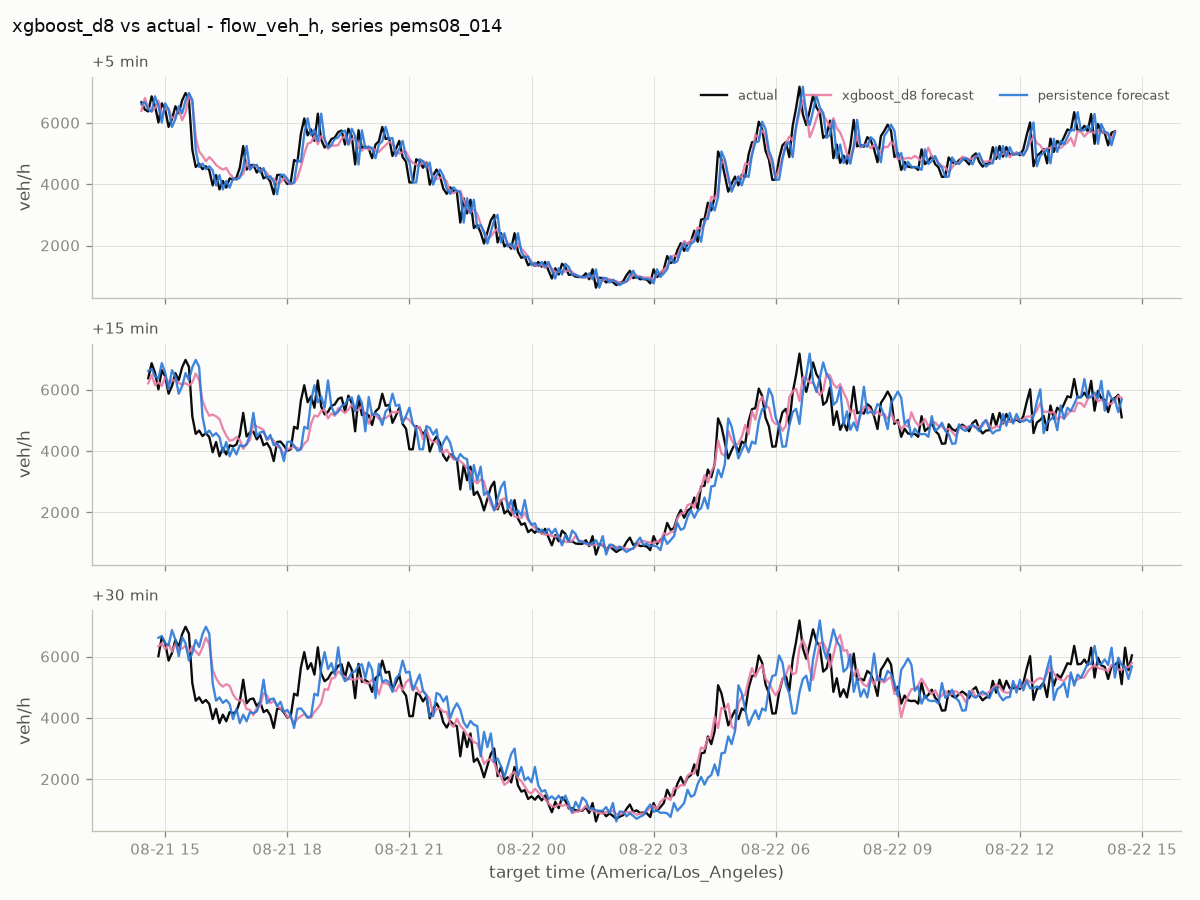 xgboost_d8 vs actual - flow_veh_h, series pems08_014
+5 min
actual xgboost_d8 forecast persistence forecast
6000
4000
2000
veh/h
+15 min
6000
4000
2000
veh/h
+30 min
6000
4000
2000
veh/h
08-21 15 08-21 18 08-21 21 08-22 00 08-22 03 08-22 06 08-22 09 08-22 12 08-22 15
target time (America/Los_Angeles)